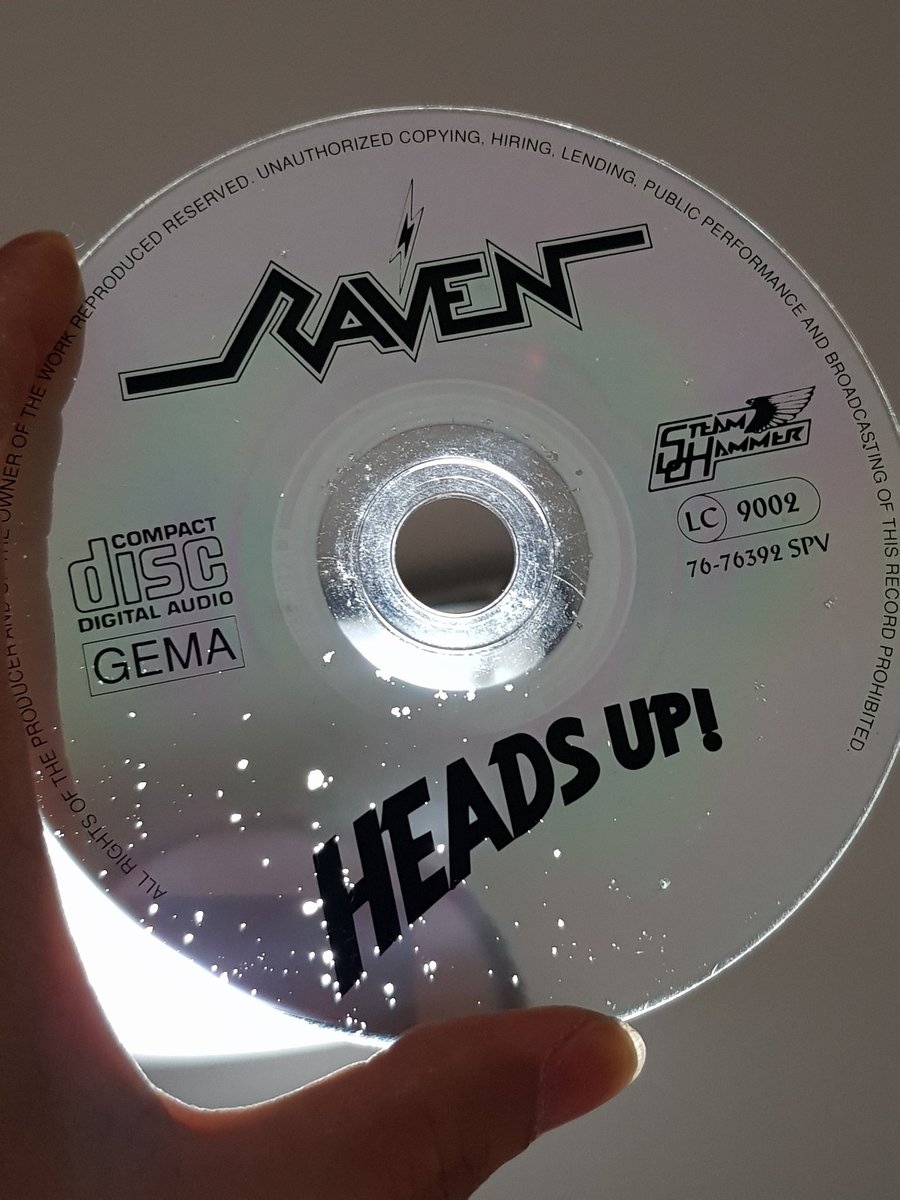 ALL RIGHTS OF THE PRODUCER AND OF THE OWNER OF THE WORK REPRODUCED RESERVED. UNAUTHORIZED COPYING, HIRING, LENDING, PUBLIC PERFORMANCE AND BROADCASTING OF THIS RECORD PROHIBITED.
RAVEN
STEAM
HAMMER
LC 9002
76-76392 SPV
COMPACT
disc
DIGITAL AUDIO
GEMA
HEADS UP!